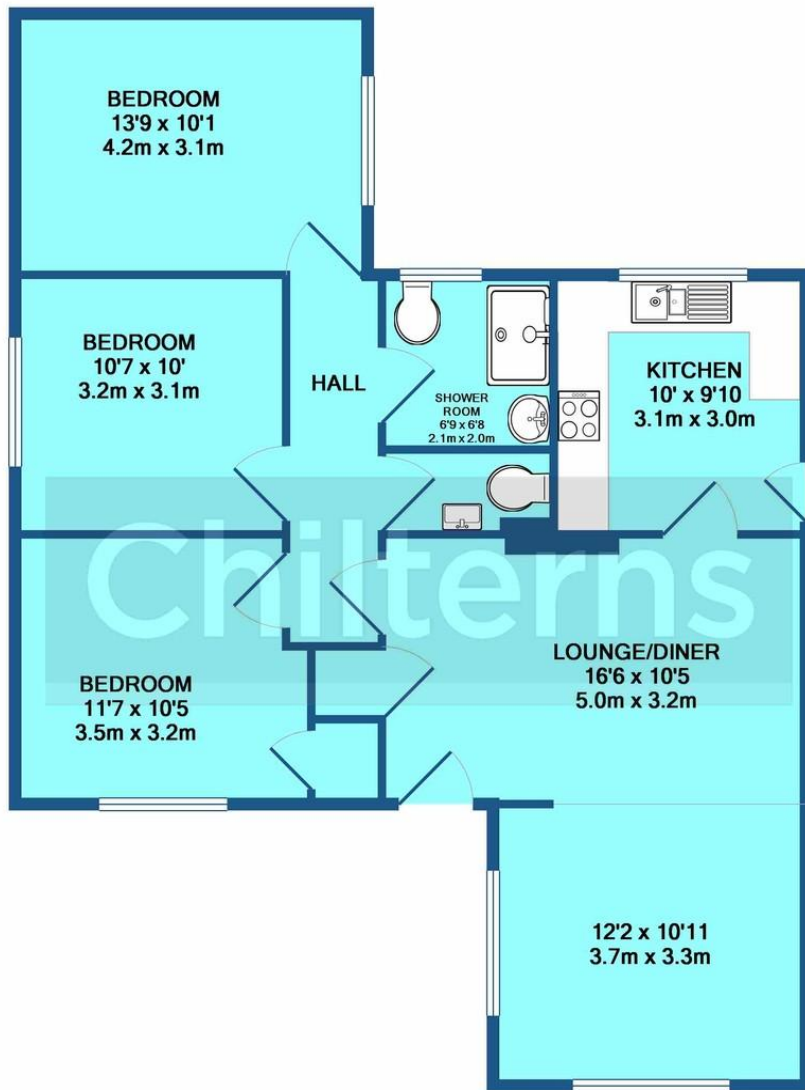 BEDROOM
13'9 x 10'1
4.2m x 3.1m
BEDROOM
10'7 x 10'
3.2m x 3.1m
HALL
SHOWER
ROOM
6'9 x 6'8
2.1m x 2.0m
KITCHEN
10' x 9'10
3.1m x 3.0m
Chilterns
BEDROOM
11'7 x 10'5
3.5m x 3.2m
LOUNGE/DINER
16'6 x 10'5
5.0m x 3.2m
12'2 x 10'11
3.7m x 3.3m